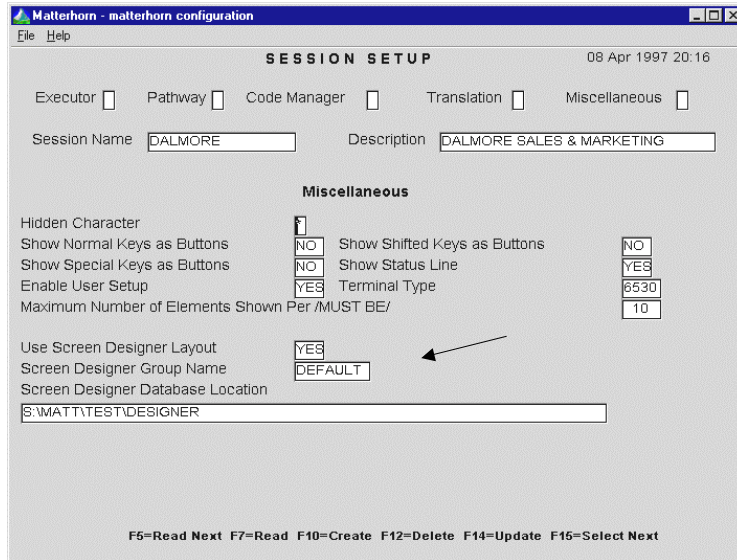 Matterhorn - matterhorn configuration
File Help
SESSION SETUP 08 Apr 1997 20:16
Executor Pathway Code Manager Translation Miscellaneous
Session Name DALMORE Description DALMORE SALES & MARKETING
Miscellaneous
Hidden Character *
Show Normal Keys as Buttons NO Show Shifted Keys as Buttons NO
Show Special Keys as Buttons NO Show Status Line YES
Enable User Setup YES Terminal Type 6530
Maximum Number of Elements Shown Per /MUST BE/ 10
Use Screen Designer Layout YES
Screen Designer Group Name DEFAULT
Screen Designer Database Location
S:\MATT\TEST\DESIGNER
F5=Read Next F7=Read F10=Create F12=Delete F14=Update F15=Select Next